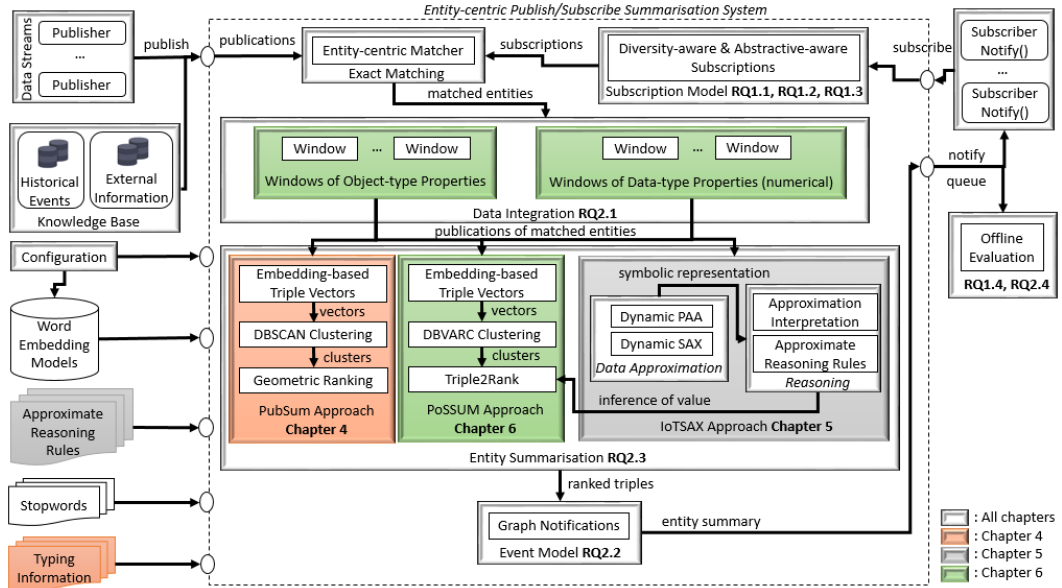 Entity-centric Publish/Subscribe Summarisation System
Data Streams
Publisher
...
Publisher
publish
publications
Entity-centric Matcher
Exact Matching
subscriptions
Diversity-aware & Abstractive-aware
Subscriptions
Subscription Model RQ1.1, RQ1.2, RQ1.3
subscribe
Subscriber
Notify()
...
Subscriber
Notify()
matched entities
Historical
Events
External
Information
Knowledge Base
Window
...
Window
Windows of Object-type Properties
Window
...
Window
Windows of Data-type Properties (numerical)
Data Integration RQ2.1
notify
queue
publications of matched entities
Offline
Evaluation
RQ1.4, RQ2.4
Configuration
Word
Embedding
Models
Approximate
Reasoning
Rules
Stopwords
Typing
Information
Embedding-based
Triple Vectors
vectors
DBSCAN Clustering
clusters
Geometric Ranking
PubSum Approach
Chapter 4
Embedding-based
Triple Vectors
vectors
DBVARC Clustering
clusters
Triple2Rank
PoSSUM Approach
Chapter 6
symbolic representation
Dynamic PAA
Dynamic SAX
Data Approximation
Approximation
Interpretation
Approximate
Reasoning Rules
Reasoning
inference of value
IoTSAX Approach Chapter 5
Entity Summarisation RQ2.3
ranked triples
Graph Notifications
Event Model RQ2.2
entity summary
: All chapters
: Chapter 4
: Chapter 5
: Chapter 6